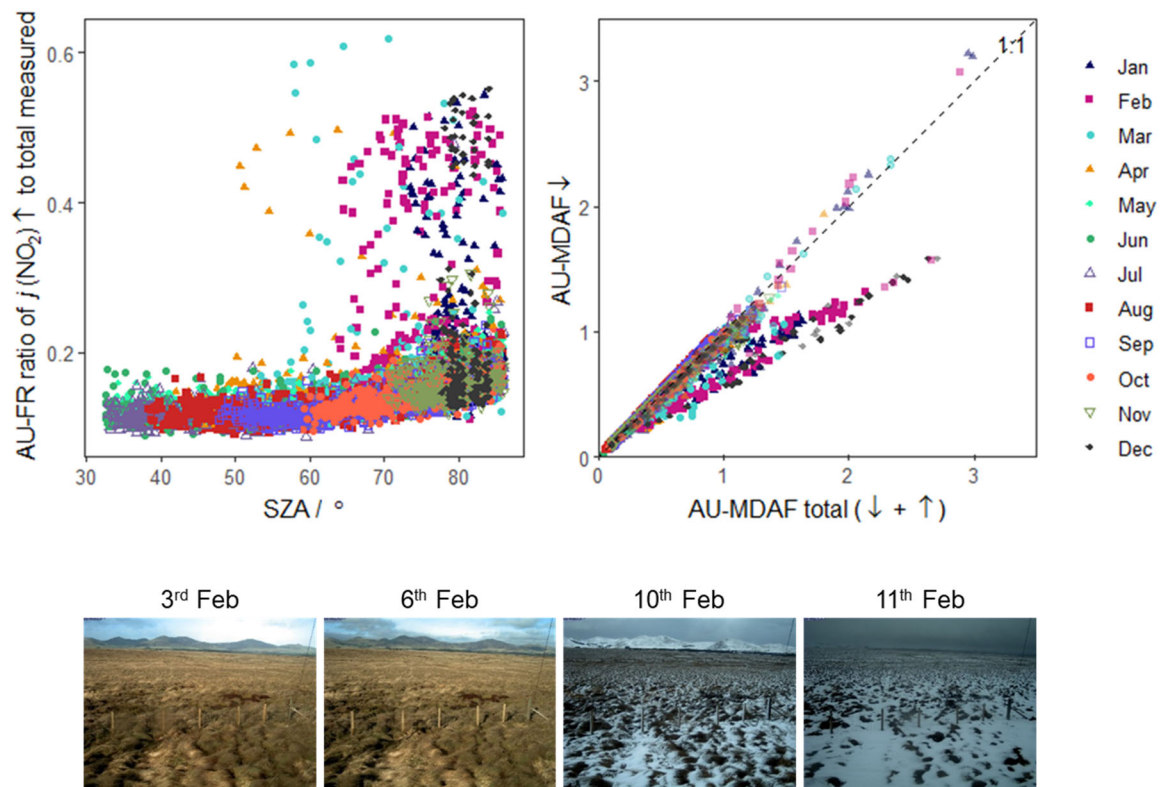 AU-FR ratio of j (NO₂) ↑ to total measured
0.6
0.4
0.2
30 40 50 60 70 80
SZA / °
AU-MDAF ↓
3
2
1
0
0 1 2 3
AU-MDAF total (↓ + ↑)
1:1
Jan
Feb
Mar
Apr
May
Jun
Jul
Aug
Sep
Oct
Nov
Dec
3rd Feb 6th Feb 10th Feb 11th Feb